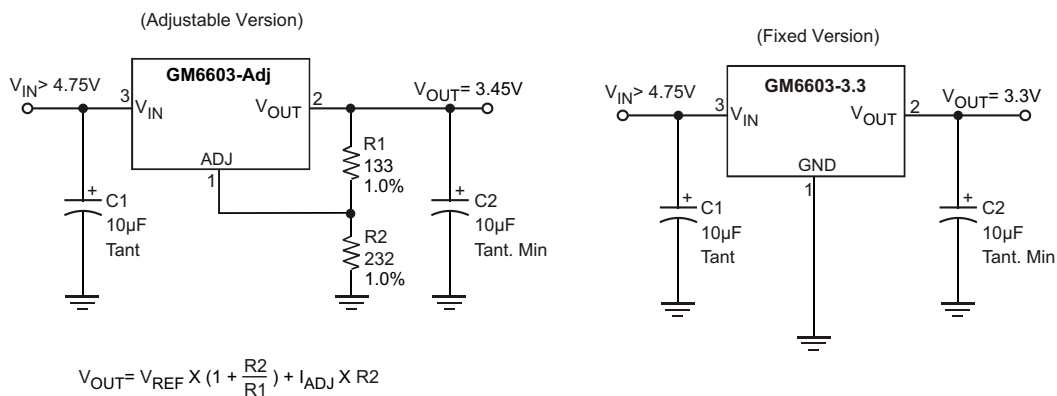 (Adjustable Version)
GM6603-Adj
VIN> 4.75V
3
VIN
VOUT
2
VOUT= 3.45V
ADJ
1
R1
133
1.0%
+
C1
10µF
Tant
R2
232
1.0%
+
C2
10µF
Tant. Min
VOUT= VREF X (1 + R2/R1) + IADJ X R2
(Fixed Version)
GM6603-3.3
VIN> 4.75V
3
VIN
VOUT
2
VOUT= 3.3V
GND
1
+
C1
10µF
Tant
+
C2
10µF
Tant. Min